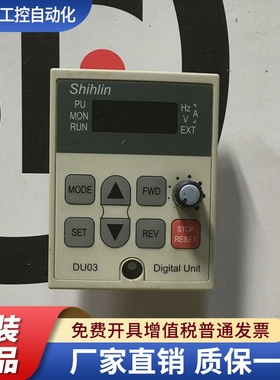 工控自动化
Shihlin
PU
MON
RUN
Hz
A
V
EXT
MODE
FWD
SET
REV
STOP
RESET
DU03
Digital Unit
装
品
免费开具增值税普通发票
厂家直销 质保一